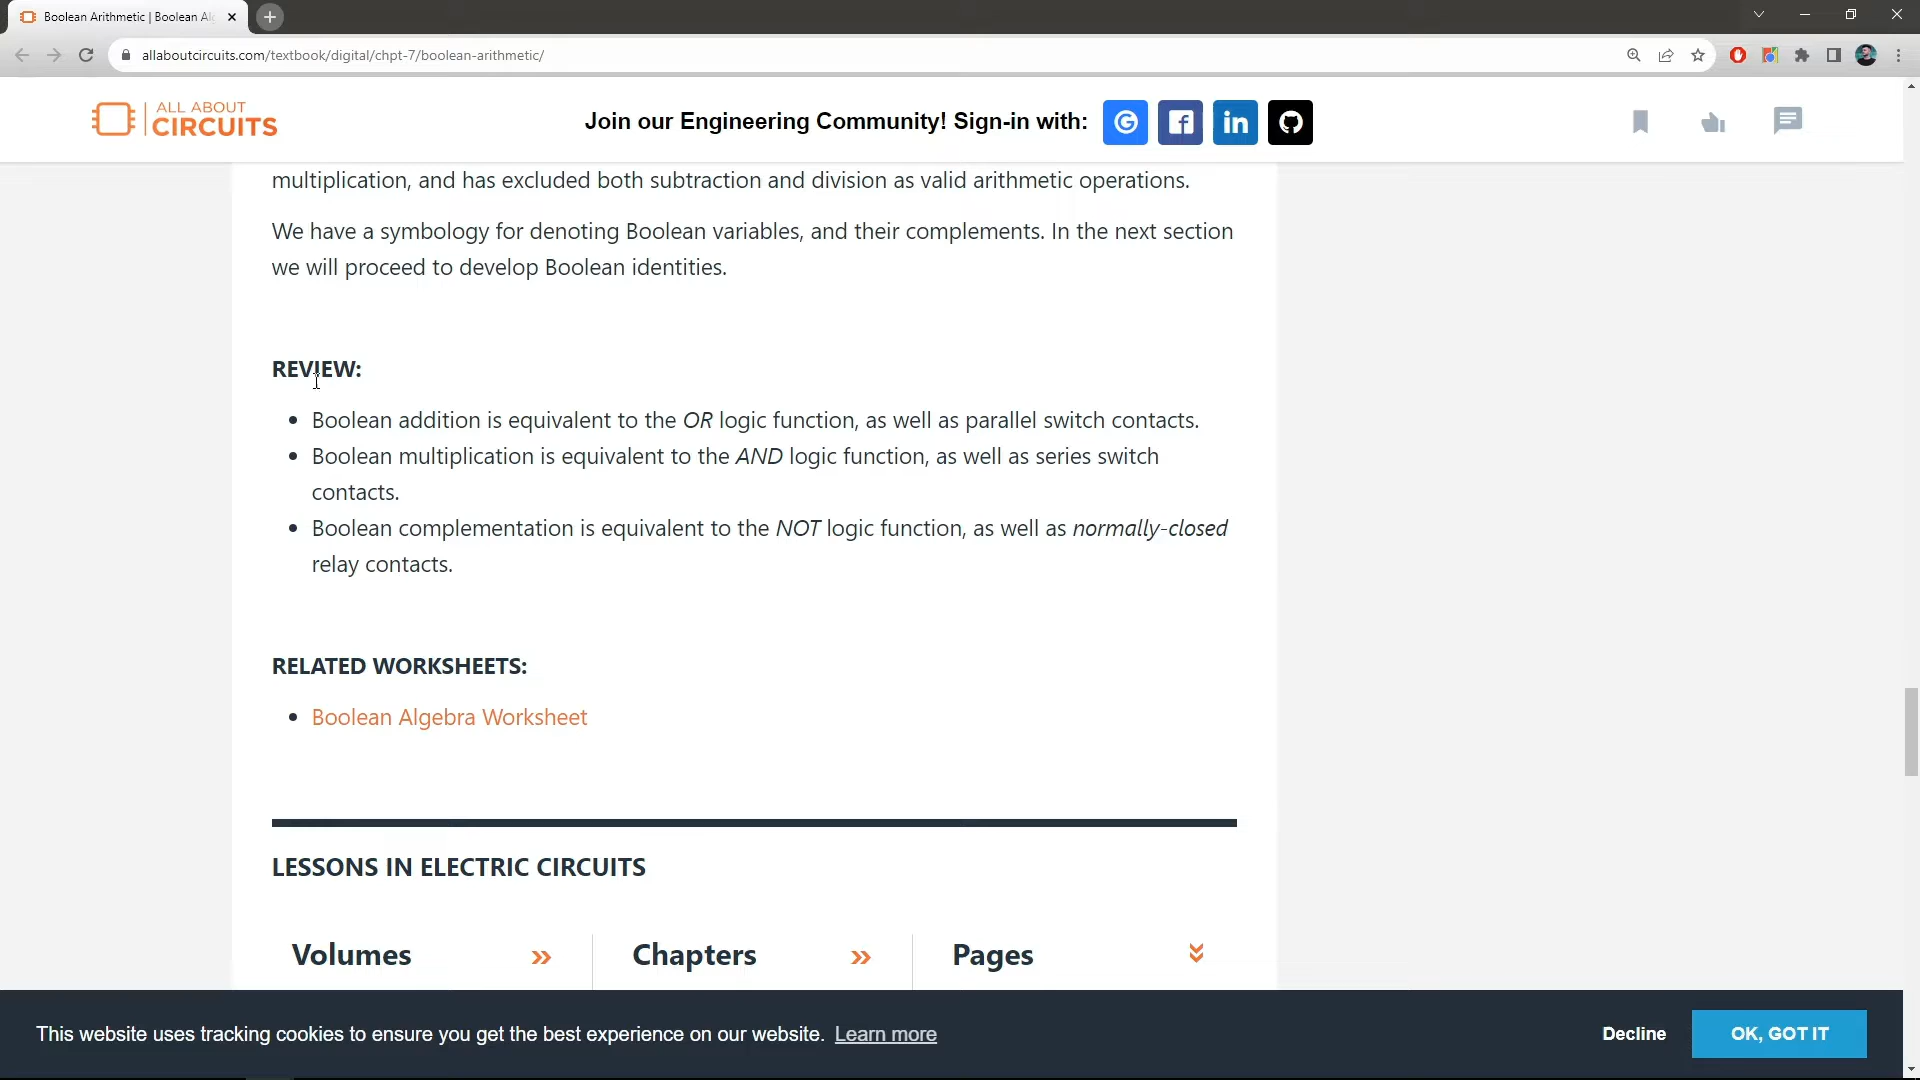 Boolean Arithmetic | Boolean Al
allaboutcircuits.com/textbook/digital/chpt-7/boolean-arithmetic/
ALL ABOUT
CIRCUITS
Join our Engineering Community! Sign-in with:
multiplication, and has excluded both subtraction and division as valid arithmetic operations.
We have a symbology for denoting Boolean variables, and their complements. In the next section
we will proceed to develop Boolean identities.
REVIEW:
Boolean addition is equivalent to the OR logic function, as well as parallel switch contacts.
Boolean multiplication is equivalent to the AND logic function, as well as series switch
contacts.
Boolean complementation is equivalent to the NOT logic function, as well as normally-closed
relay contacts.
RELATED WORKSHEETS:
Boolean Algebra Worksheet
LESSONS IN ELECTRIC CIRCUITS
Volumes » Chapters » Pages
This website uses tracking cookies to ensure you get the best experience on our website. Learn more Decline OK, GOT IT